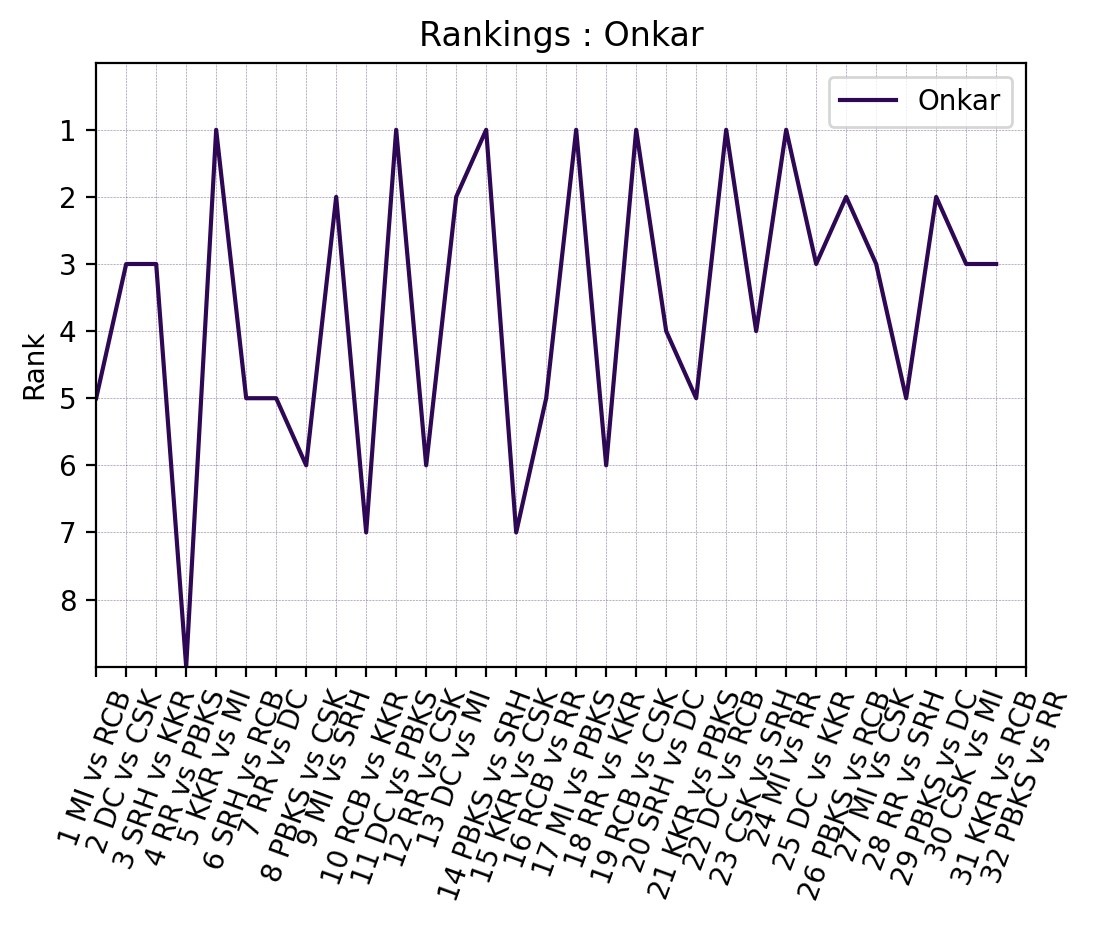 Rankings : Onkar
Onkar
Rank
1
2
3
4
5
6
7
8
1 MI vs RCB
2 DC vs CSK
3 SRH vs KKR
4 RR vs PBKS
5 KKR vs MI
6 SRH vs RCB
7 RR vs DC
8 PBKS vs CSK
9 MI vs SRH
10 RCB vs KKR
11 DC vs PBKS
12 RR vs CSK
13 DC vs MI
14 PBKS vs SRH
15 KKR vs CSK
16 RCB vs RR
17 MI vs PBKS
18 RR vs KKR
19 RCB vs CSK
20 SRH vs DC
21 KKR vs PBKS
22 DC vs RCB
23 CSK vs SRH
24 MI vs RR
25 DC vs KKR
26 PBKS vs RCB
27 MI vs CSK
28 RR vs SRH
29 PBKS vs DC
30 CSK vs MI
31 KKR vs RCB
32 PBKS vs RR